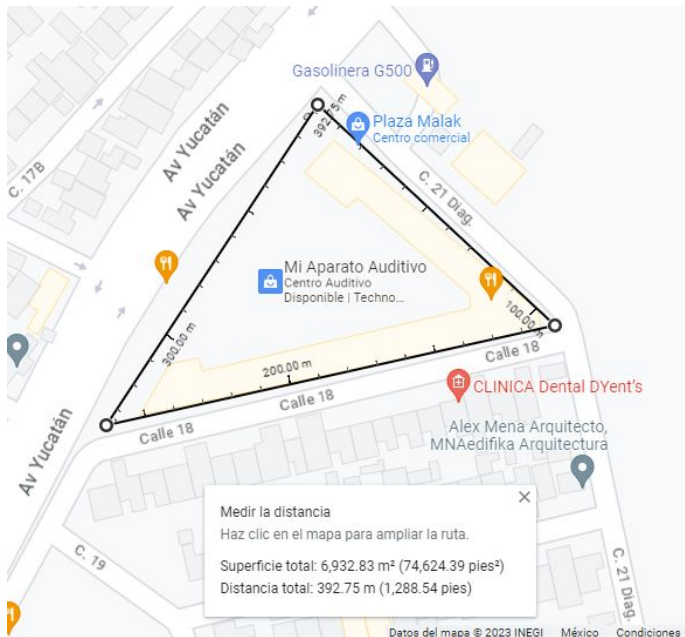 Gasolinera G500
392.75 m
Plaza Malak
Centro comercial
Av Yucatán
Av Yucatán
C. 17B
C. 21 Diag.
Mi Aparato Auditivo
Centro Auditivo
Disponible | Techno...
100.00 m
300.00 m
200.00 m
Calle 18
Calle 18
Calle 18
CLINICA Dental DYent's
Av Yucatán
Alex Mena Arquitecto,
MNAedifika Arquitectura
C. 19
C. 21 Diag.
Medir la distancia
Haz clic en el mapa para ampliar la ruta.
Superficie total: 6,932.83 m² (74,624.39 pies²)
Distancia total: 392.75 m (1,288.54 pies)
Datos del mapa © 2023 INEGI México Condiciones